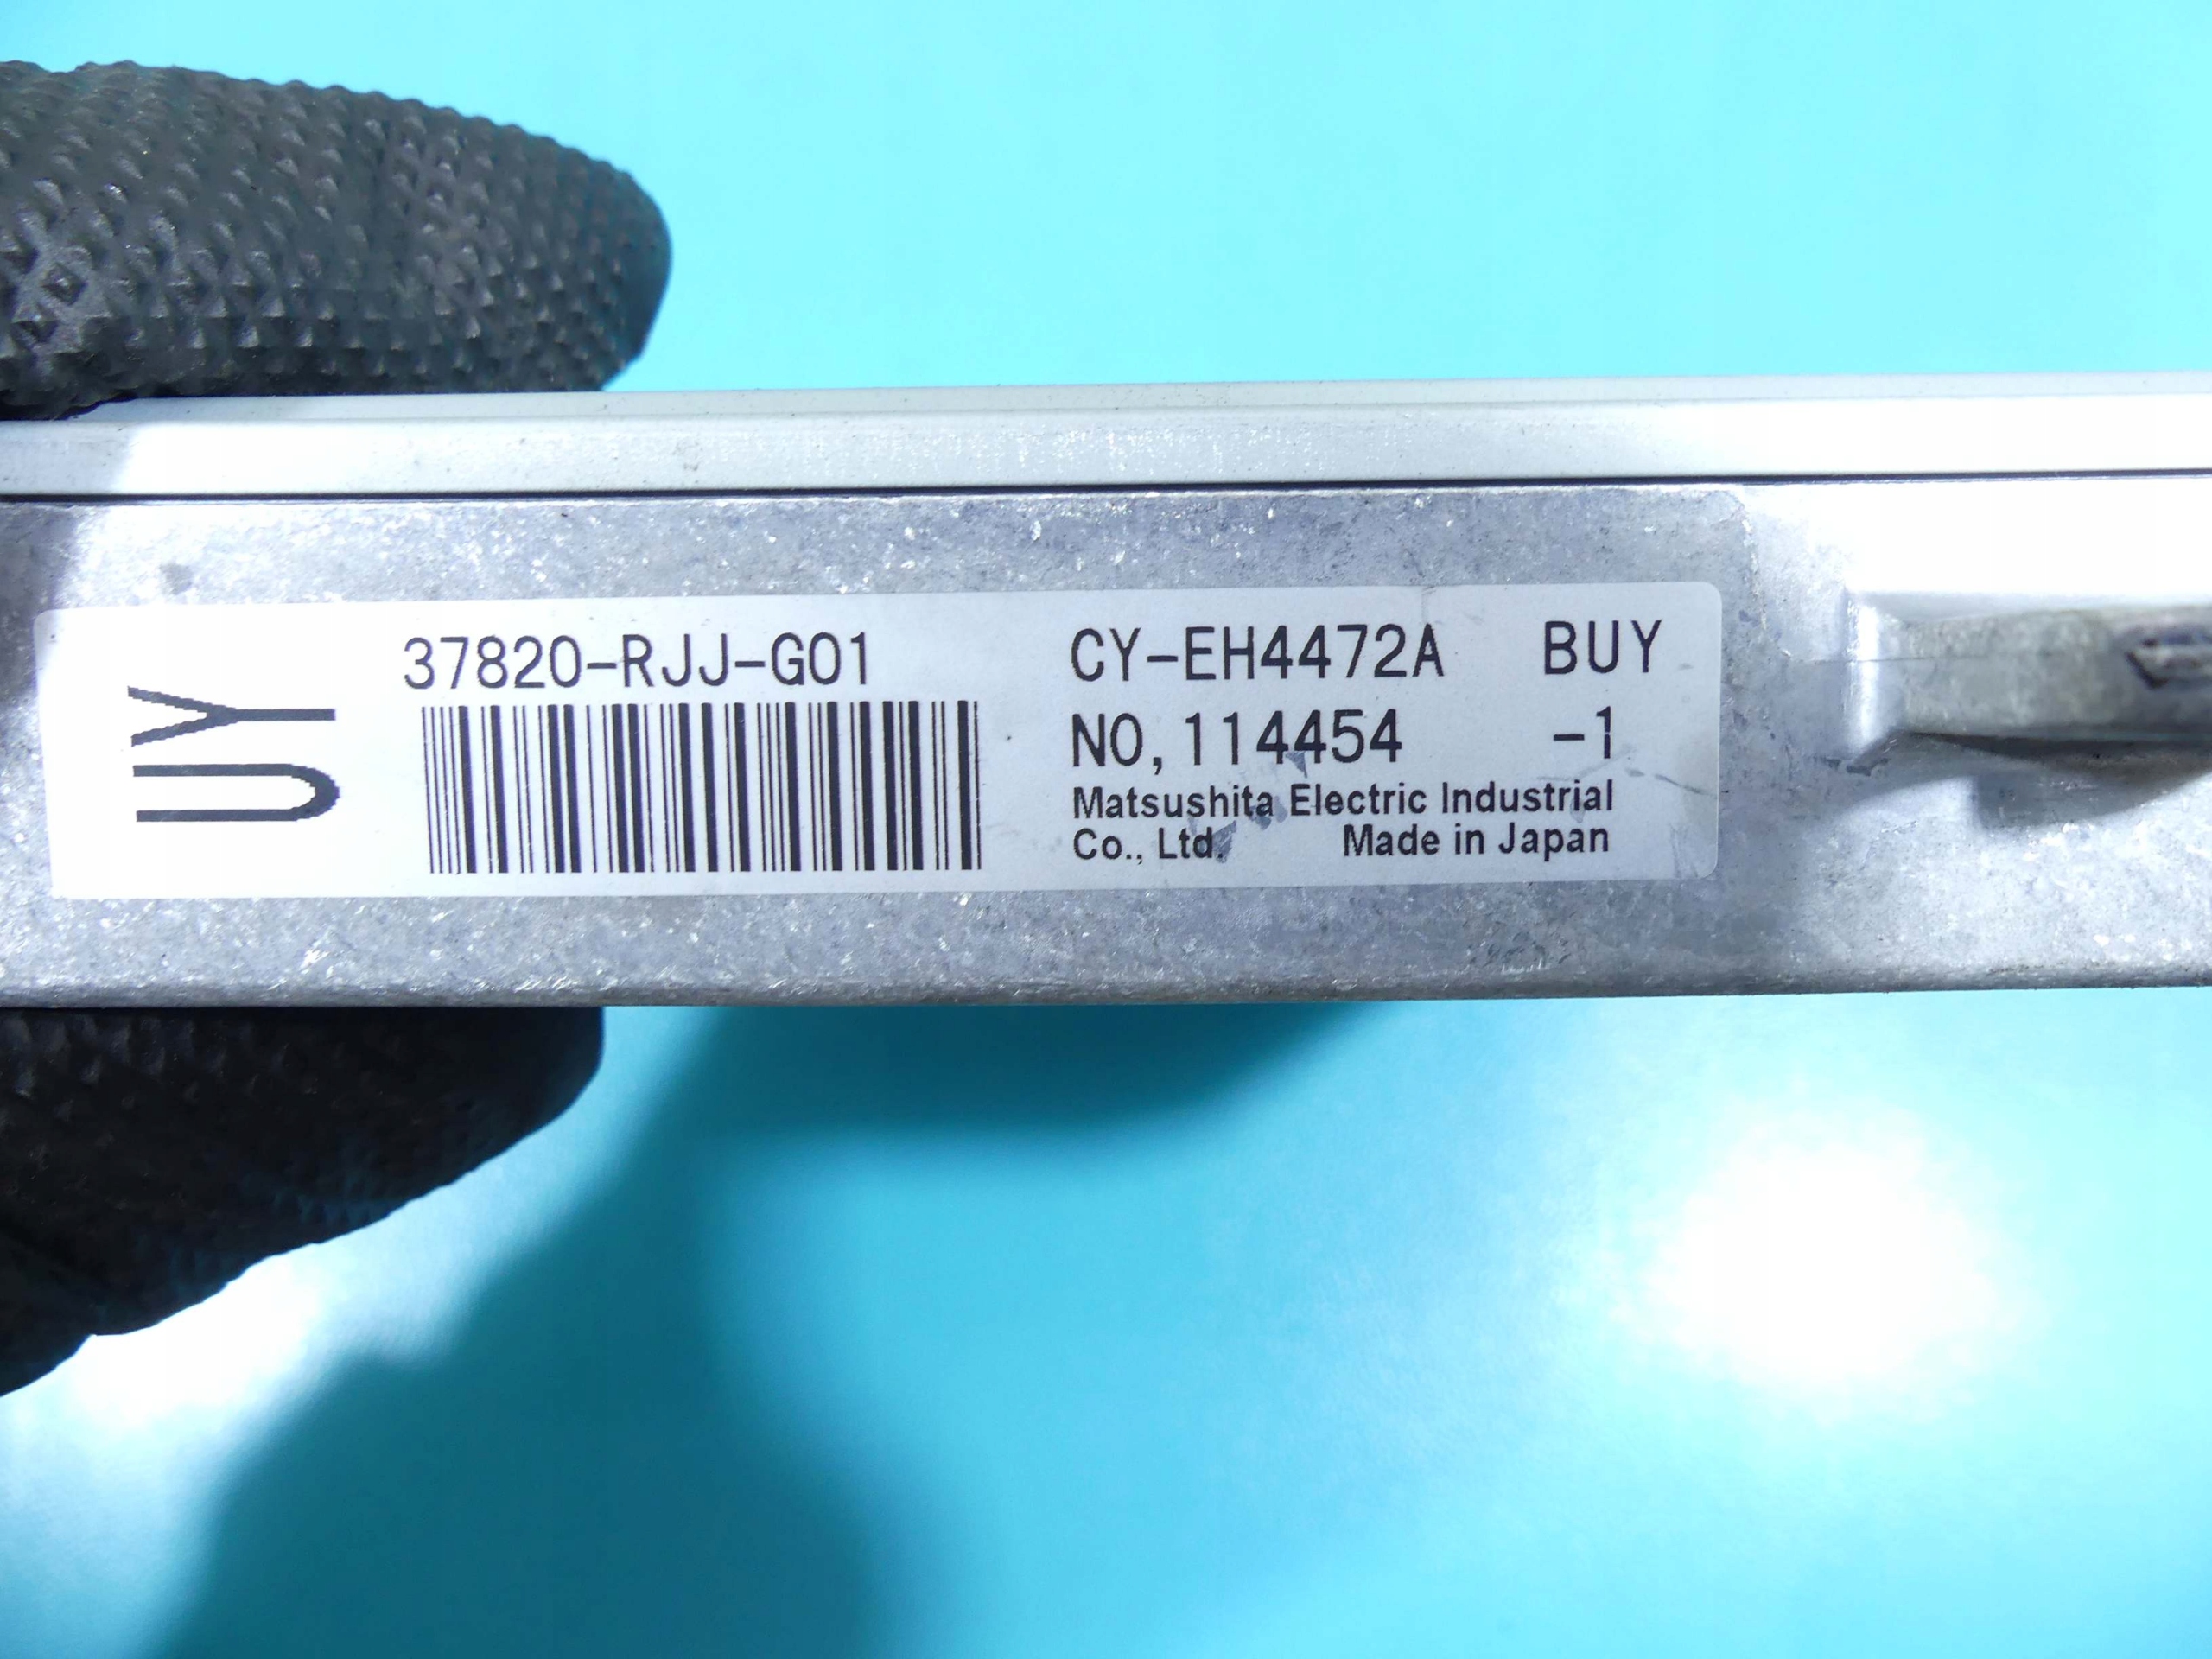 UY
37820-RJJ-G01
CY-EH4472A BUY
NO,114454 -1
Matsushita Electric Industrial
Co., Ltd. Made in Japan